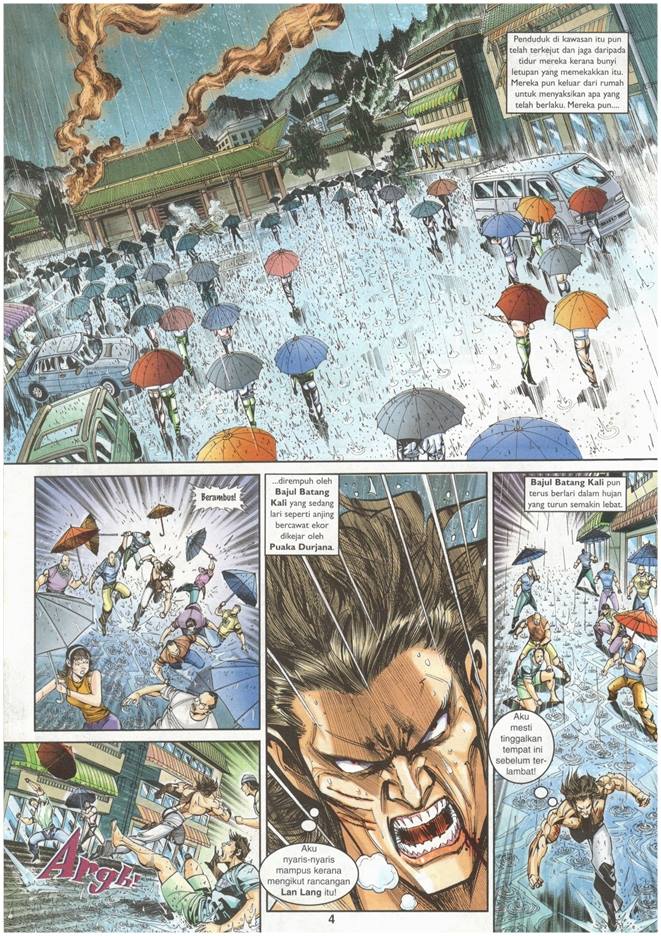 Penduduk di kawasan itu pun
telah terkejut dan jaga daripada
tidur mereka kerana bunyi
letupan yang memekakkan itu.
Mereka pun keluar dari rumah
untuk menyaksikan apa yang
telah berlaku. Mereka pun....
Berambus!
...dirempuh oleh
Bajul Batang
Kali yang sedang
lari seperti anjing
bercawat ekor
dikejar oleh
Puaka Durjana.
Bajul Batang Kali pun
terus berlari dalam hujan
yang turun semakin lebat.
Argh!
Aku
nyaris-nyaris
mampus kerana
mengikut rancangan
Lan Lang itu!
Aku
mesti
tinggalkan
tempat ini
sebelum ter-
lambat!
4